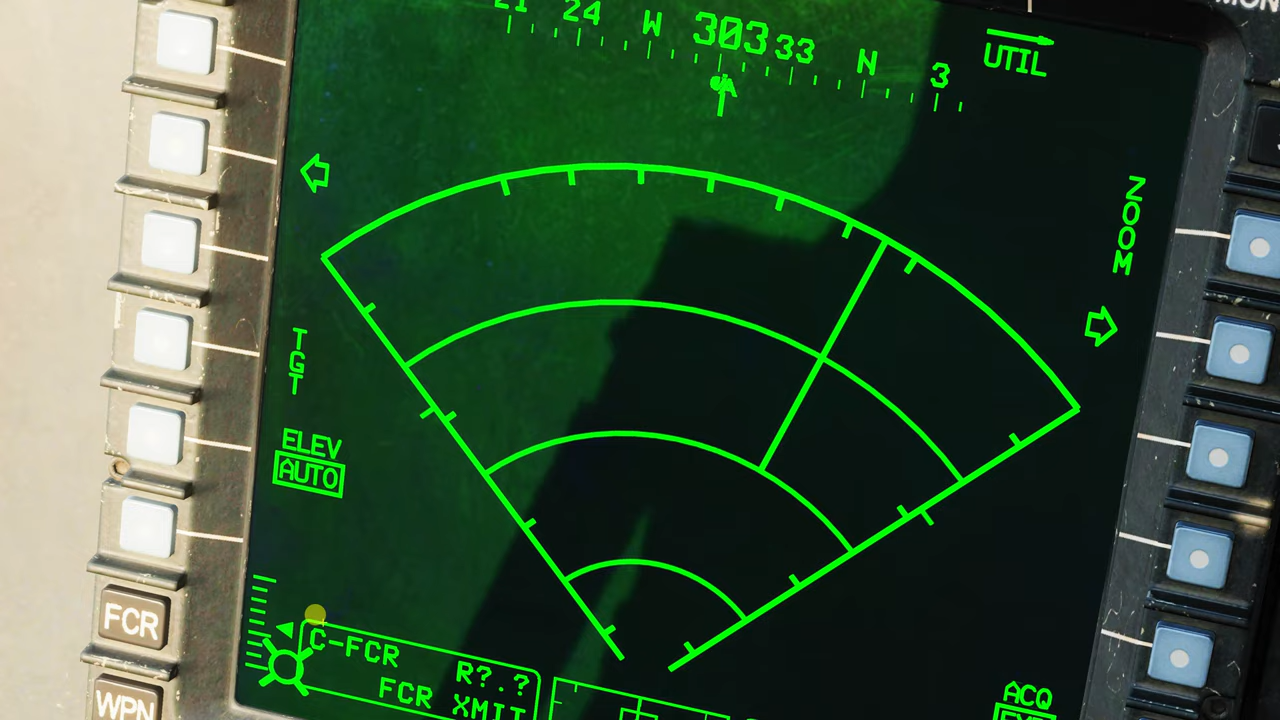 24 W 303 33 N 3
UTIL
ZOOM
TGT
ELEV
AUTO
C-FCR R?.?
FCR XMIT
ACQ
FCR
WPN